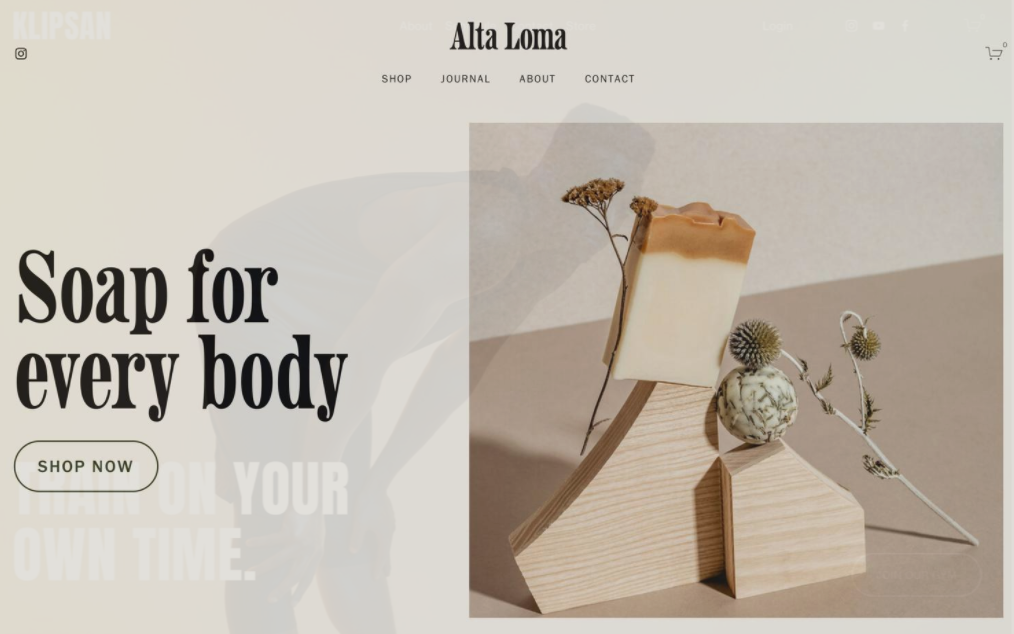 KLIPSAN
Alta Loma
0
SHOP JOURNAL ABOUT CONTACT
Soap for
every body
SHOP NOW
TRAIN ON YOUR
OWN TIME.